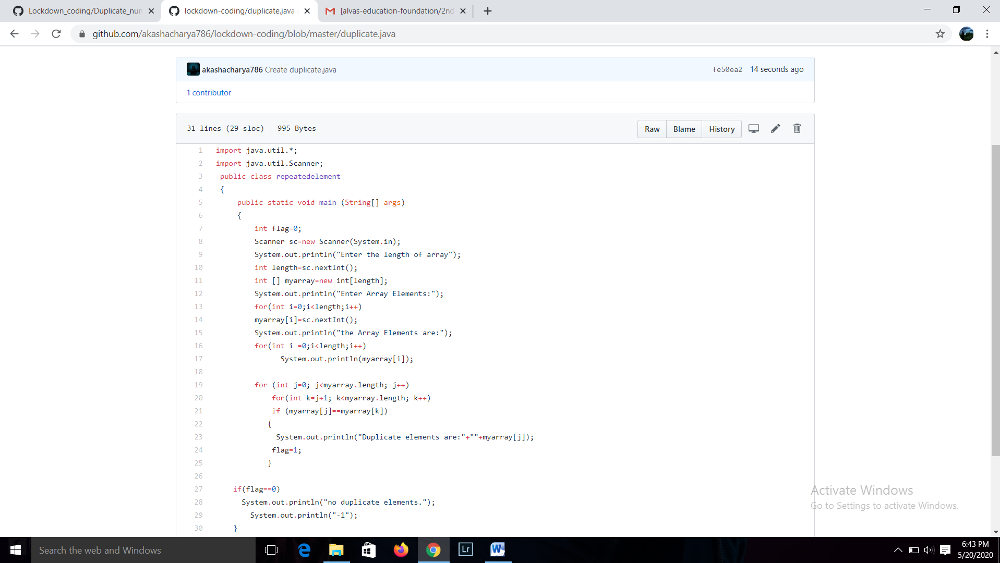 Lockdown_coding/Duplicate_num
lockdown-coding/duplicate.java
[alvas-education-foundation/2nd
github.com/akashacharya786/lockdown-coding/blob/master/duplicate.java
akashacharya786 Create duplicate.java fe50ea2 14 seconds ago
1 contributor
31 lines (29 sloc) 995 Bytes Raw Blame History
1 import java.util.*;
2 import java.util.Scanner;
3 public class repeatedelement
4 {
5 public static void main (String[] args)
6 {
7 int flag=0;
8 Scanner sc=new Scanner(System.in);
9 System.out.println("Enter the length of array");
10 int length=sc.nextInt();
11 int [] myarray=new int[length];
12 System.out.println("Enter Array Elements:");
13 for(int i=0;i<length;i++)
14 myarray[i]=sc.nextInt();
15 System.out.println("the Array Elements are:");
16 for(int i =0;i<length;i++)
17 System.out.println(myarray[i]);
18
19 for (int j=0; j<myarray.length; j++)
20 for(int k=j+1; k<myarray.length; k++)
21 if (myarray[j]==myarray[k])
22 {
23 System.out.println("Duplicate elements are:"+""+myarray[j]);
24 flag=1;
25 }
26
27 if(flag==0)
28 System.out.println("no duplicate elements.");
29 System.out.println("-1");
30 }
Activate Windows
Go to Settings to activate Windows.
Search the web and Windows
Lr
W
6:43 PM
5/20/2020